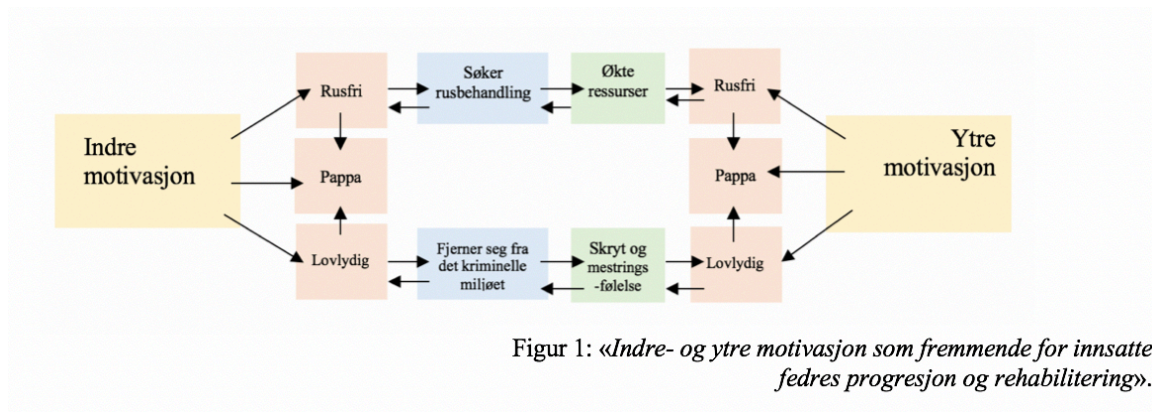 Indre
motivasjon
Rusfri
Pappa
Lovlydig
Søker
rusbehandling
Økte
ressurser
Fjerner seg fra
det kriminelle
miljøet
Skryt og
mestrings
-følelse
Rusfri
Pappa
Lovlydig
Ytre
motivasjon
Figur 1: «Indre- og ytre motivasjon som fremmende for innsatte
fedres progresjon og rehabilitering».